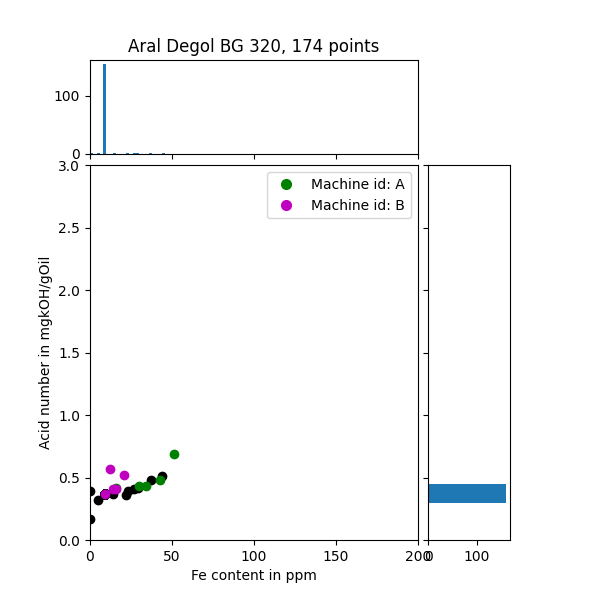 Aral Degol BG 320, 174 points
100
0
3.0
2.5
2.0
1.5
1.0
0.5
0.0
Acid number in mgkOH/gOil
Machine id: A
Machine id: B
0 50 100 150 200
0 100
Fe content in ppm